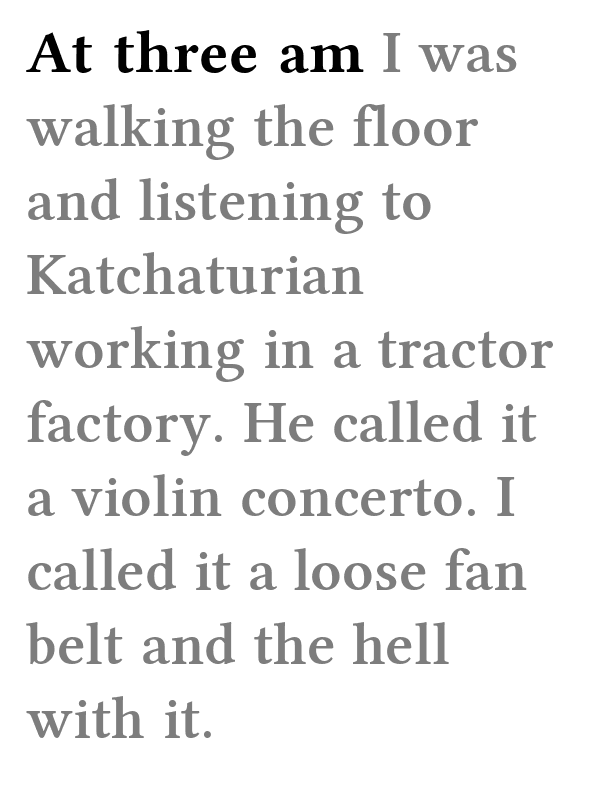 At three am I was
walking the floor
and listening to
Katchaturian
working in a tractor
factory. He called it
a violin concerto. I
called it a loose fan
belt and the hell
with it.